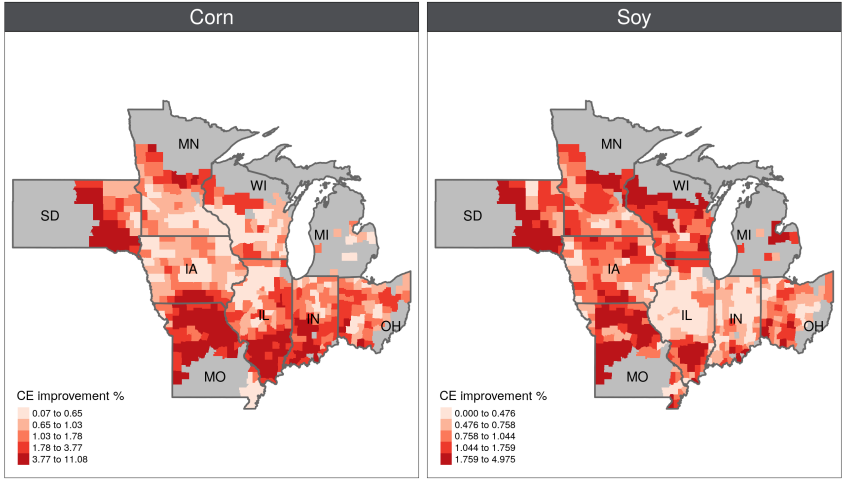 Corn
MN
WI
SD
MI
IA
IL
IN
OH
MO
CE improvement %
0.07 to 0.65
0.65 to 1.03
1.03 to 1.78
1.78 to 3.77
3.77 to 11.08
Soy
MN
WI
SD
MI
IA
IL
IN
OH
MO
CE improvement %
0.000 to 0.476
0.476 to 0.758
0.758 to 1.044
1.044 to 1.759
1.759 to 4.975